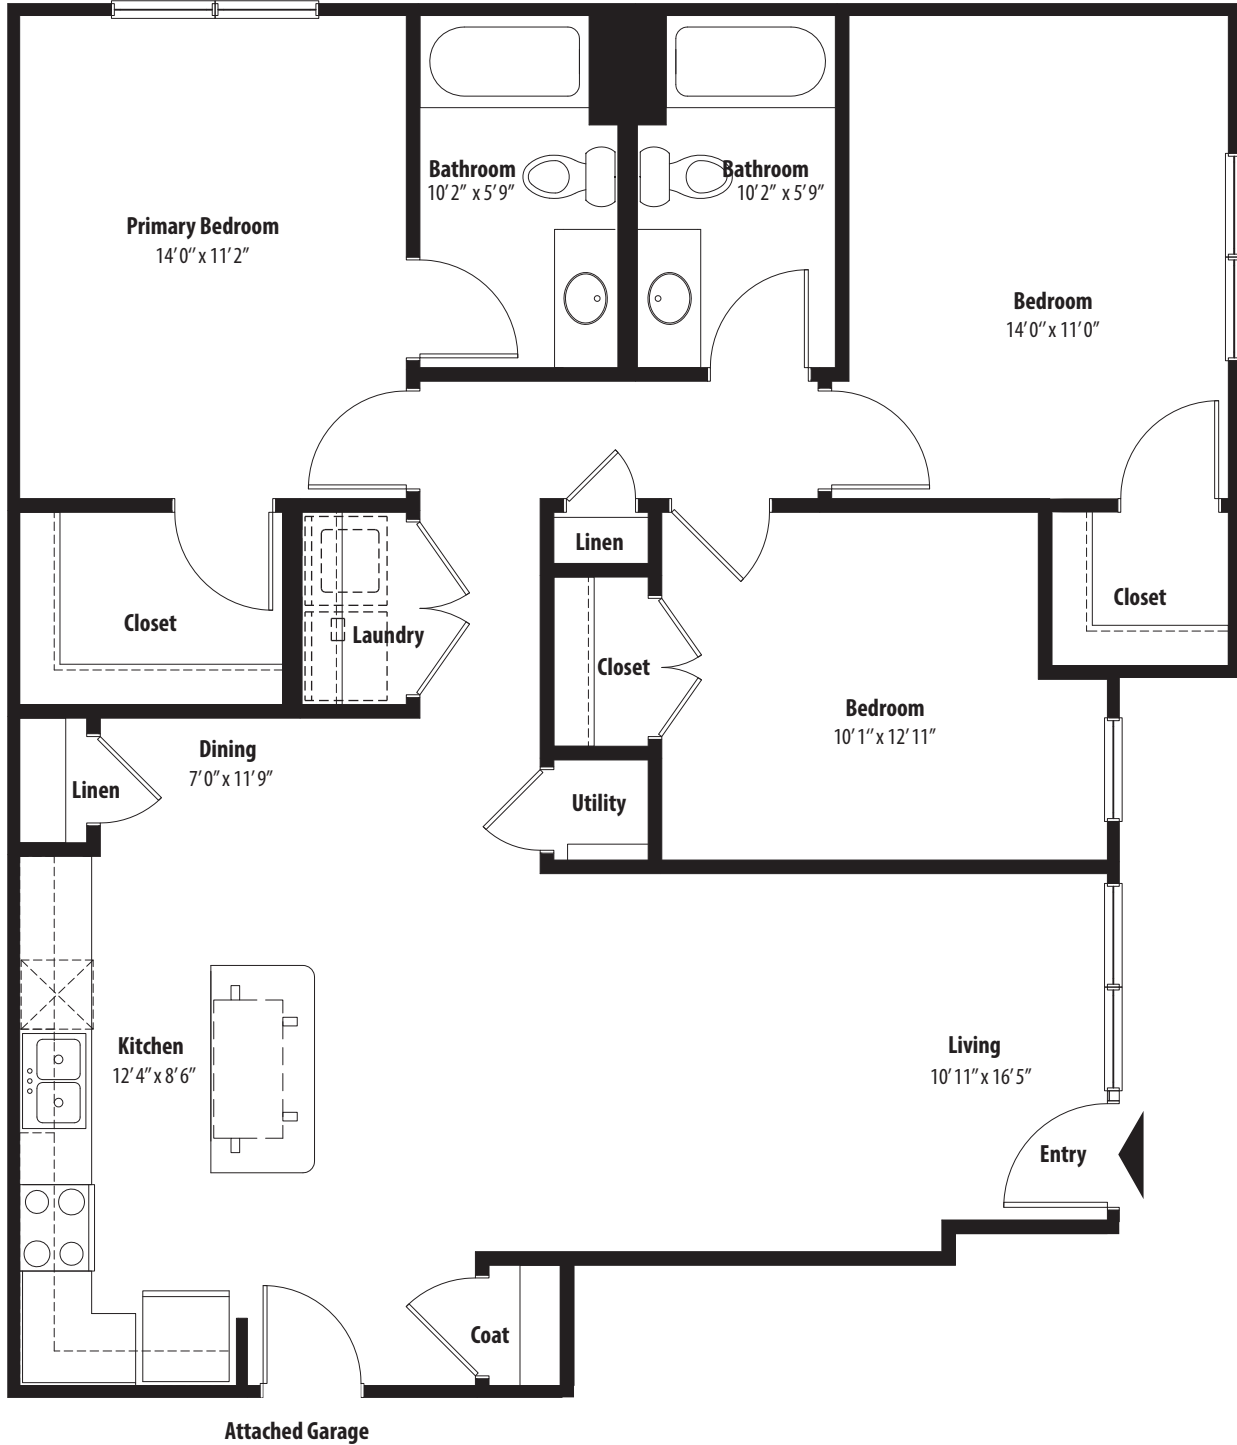 Bathroom
10'2" x 5'9"
Bathroom
10'2" x 5'9"
Primary Bedroom
14'0" x 11'2"
Bedroom
14'0" x 11'0"
Linen
Closet
Closet
Laundry
Closet
Bedroom
10'1" x 12'11"
Dining
7'0" x 11'9"
Linen
Utility
Kitchen
12'4" x 8'6"
Living
10'11" x 16'5"
Entry
Coat
Attached Garage